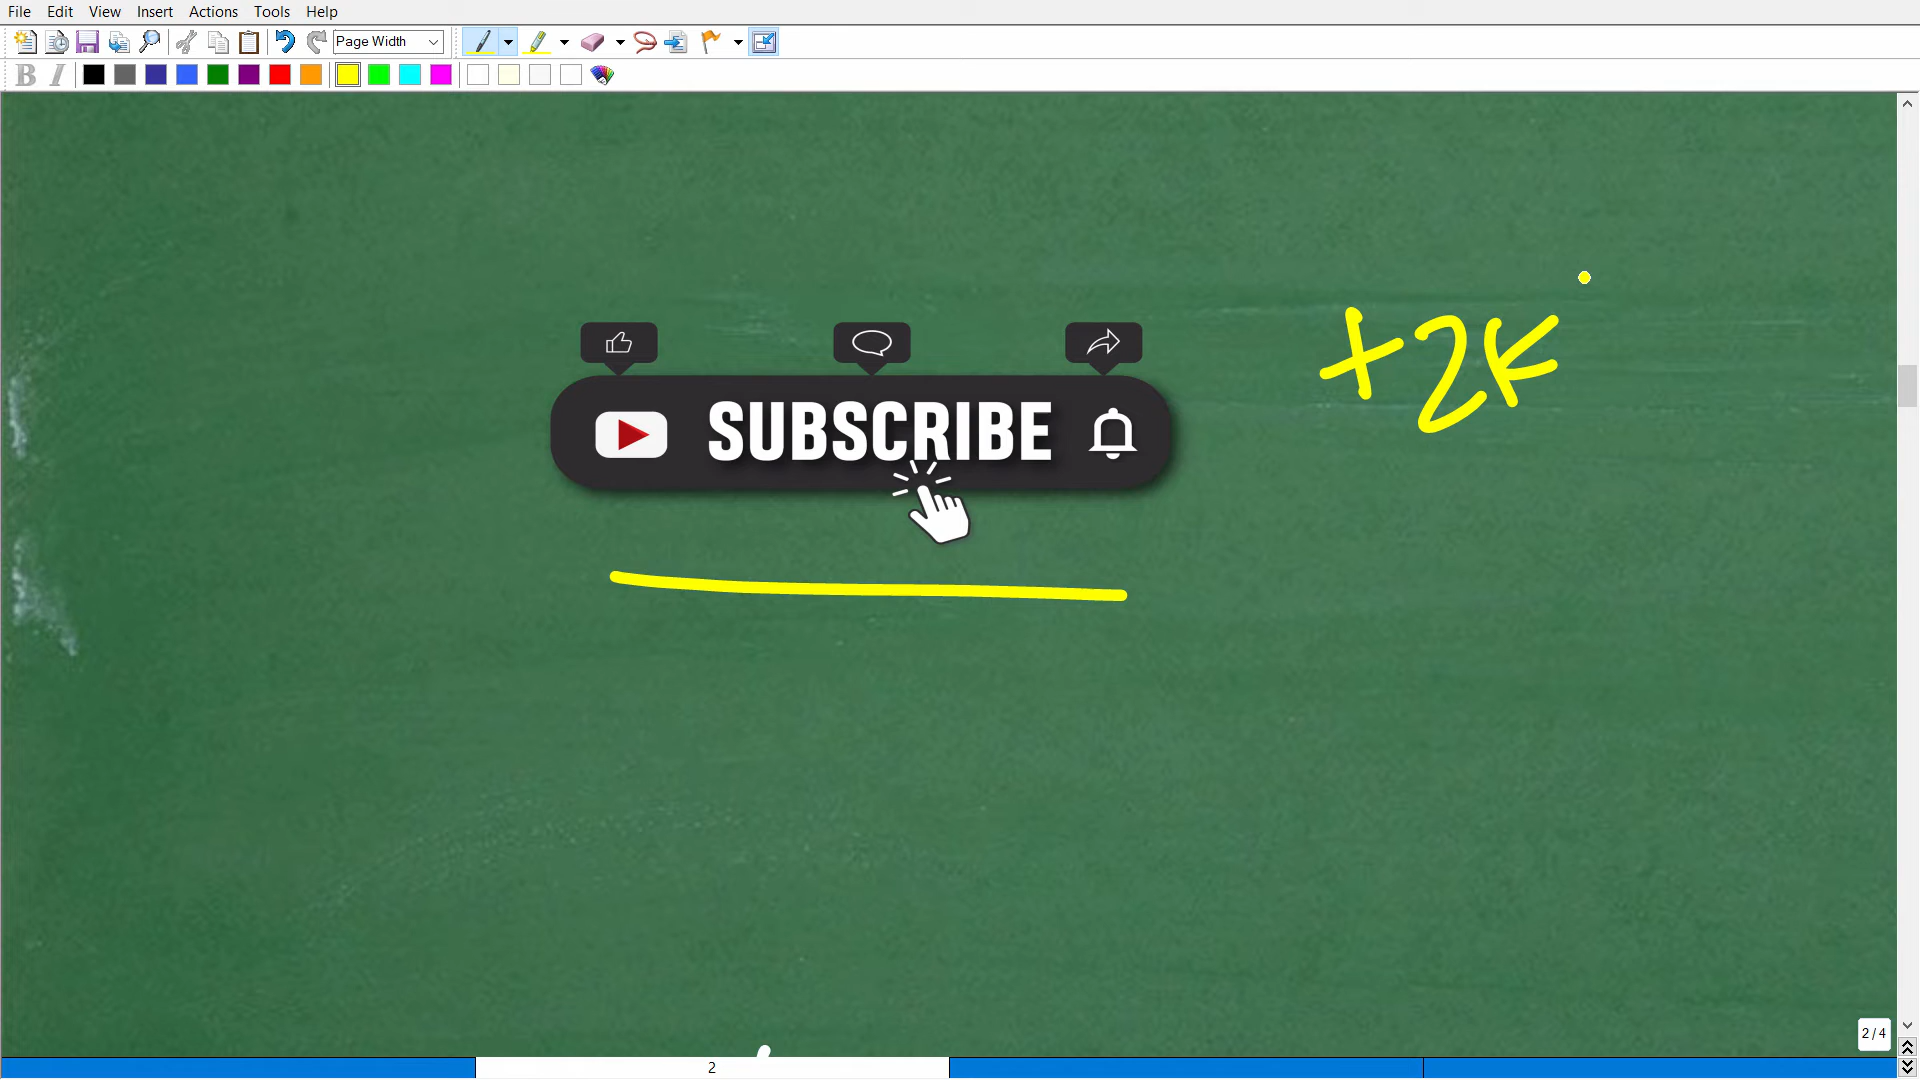 File Edit View Insert Actions Tools Help
Page Width
B I
+2K
SUBSCRIBE
2 / 4
2